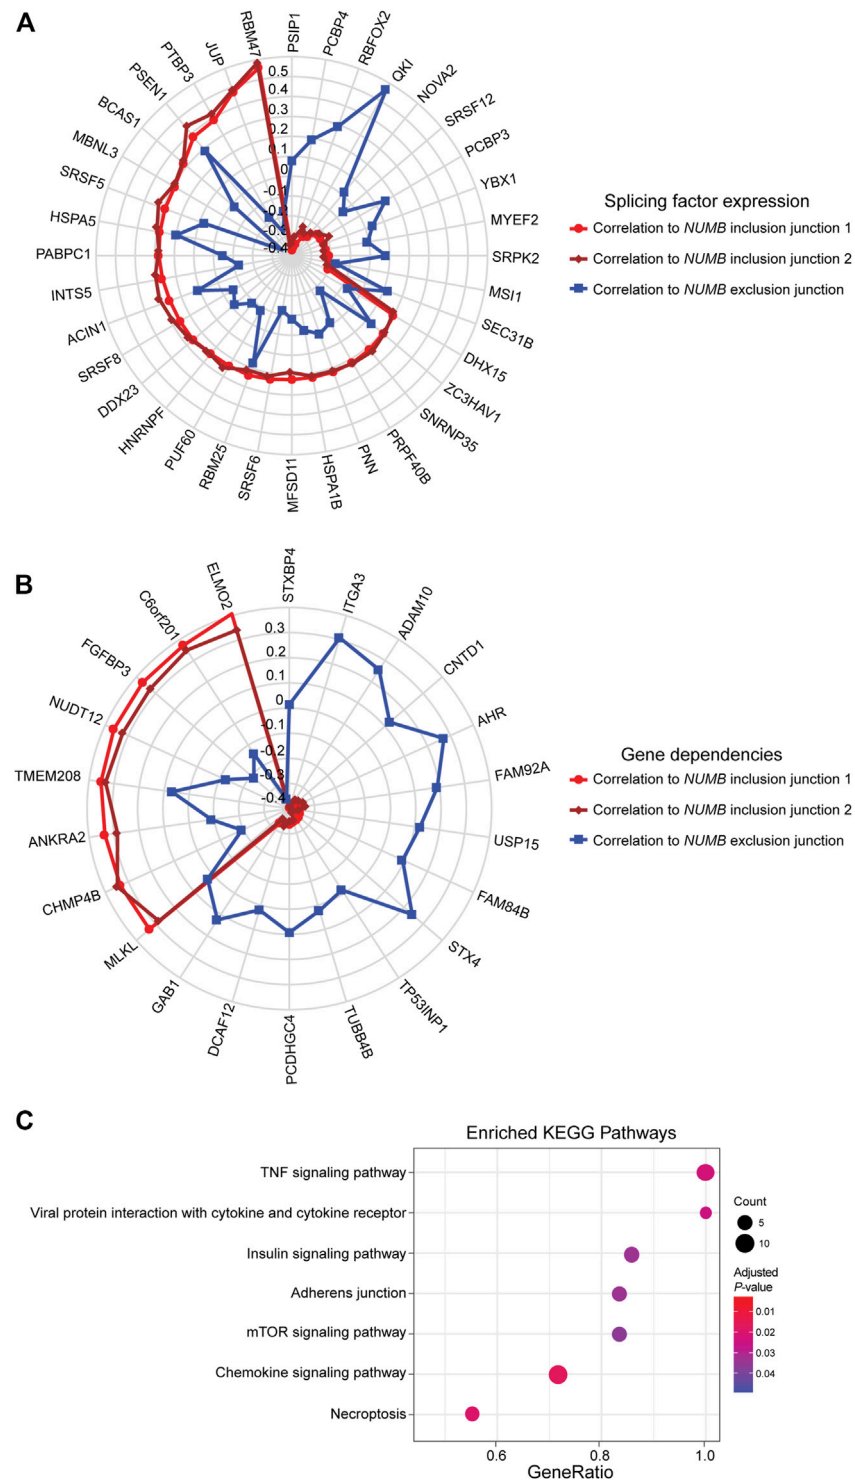 A
PSIP1
PCBP4
RBFOX2
QKI
NOVA2
SRSF12
PCBP3
YBX1
MYEF2
SRPK2
MSI1
SEC31B
DHX15
ZC3HAV1
SNRNP35
PRPF40B
PNN
HSPA1B
MFSD11
SRSF6
RBM25
PUF60
HNRNPF
DDX23
SRSF8
ACIN1
INTS5
PABPC1
HSPA5
SRSF5
MBNL3
BCAS1
PSEN1
PTBP3
JUP
RBM47
0.5
0.4
0.3
0.2
0.1
0
-0.1
-0.2
-0.3
-0.4
Splicing factor expression
Correlation to NUMB inclusion junction 1
Correlation to NUMB inclusion junction 2
Correlation to NUMB exclusion junction
B
STXBP4
ITGA3
ADAM10
CNTD1
AHR
FAM92A
USP15
FAM84B
STX4
TP53INP1
TUBB4B
PCDHGC4
DCAF12
GAB1
MLKL
CHMP4B
ANKRA2
TMEM208
NUDT12
FGFBP3
C6orf201
ELMO2
0.3
0.2
0.1
0
-0.1
-0.2
-0.3
-0.4
Gene dependencies
Correlation to NUMB inclusion junction 1
Correlation to NUMB inclusion junction 2
Correlation to NUMB exclusion junction
C
Enriched KEGG Pathways
TNF signaling pathway
Viral protein interaction with cytokine and cytokine receptor
Insulin signaling pathway
Adherens junction
mTOR signaling pathway
Chemokine signaling pathway
Necroptosis
0.6 0.8 1.0
GeneRatio
Count
5
10
Adjusted
P-value
0.01
0.02
0.03
0.04